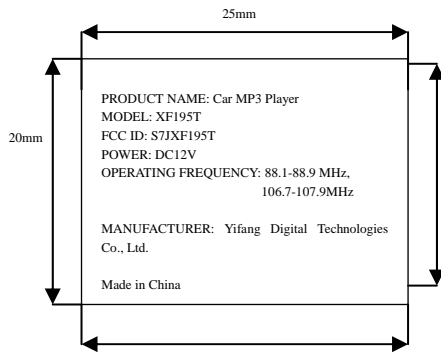 25mm
20mm
PRODUCT NAME: Car MP3 Player
MODEL: XF195T
FCC ID: S7JXF195T
POWER: DC12V
OPERATING FREQUENCY: 88.1-88.9 MHz,
106.7-107.9MHz
MANUFACTURER: Yifang Digital Technologies
Co., Ltd.
Made in China